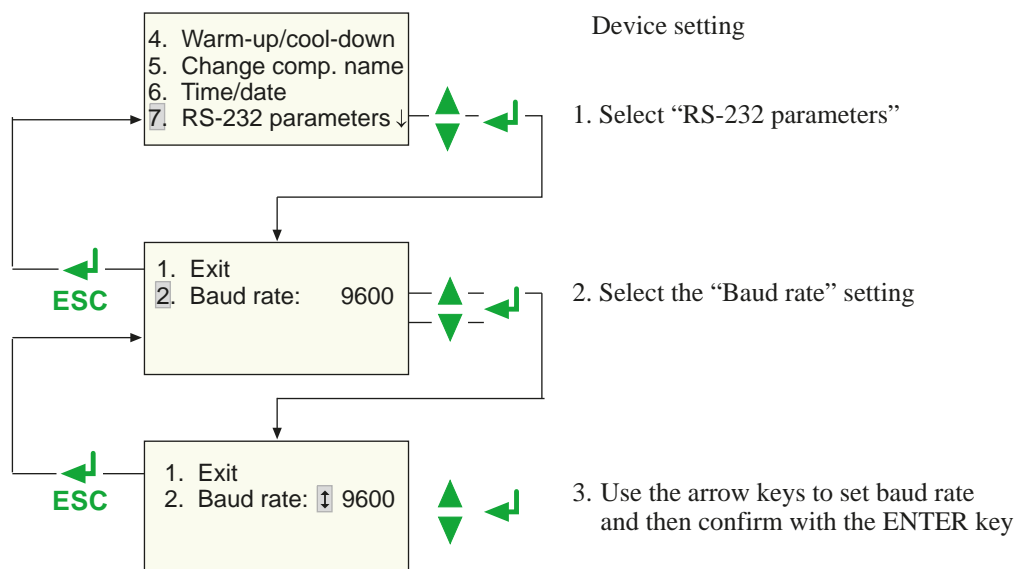 Device setting
4. Warm-up/cool-down
5. Change comp. name
6. Time/date
7. RS-232 parameters ↓
1. Select “RS-232 parameters”
ESC
1. Exit
2. Baud rate: 9600
2. Select the “Baud rate” setting
ESC
1. Exit
2. Baud rate: ↕ 9600
3. Use the arrow keys to set baud rate
and then confirm with the ENTER key